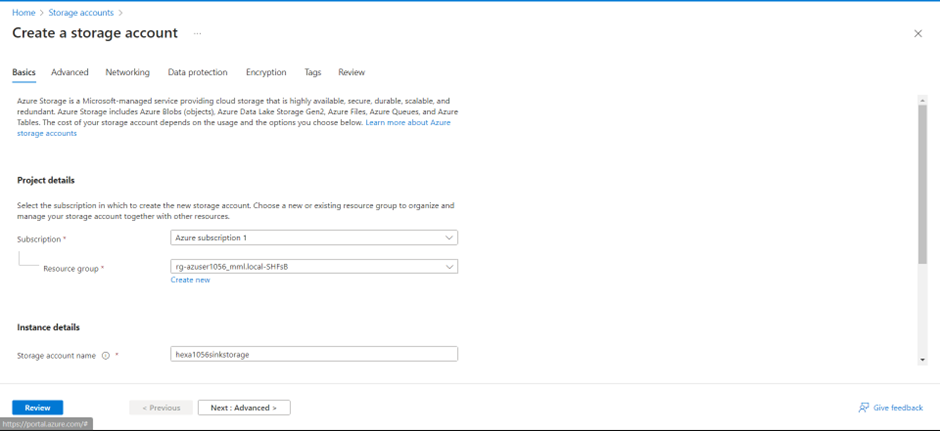 Home > Storage accounts >
Create a storage account ...
Basics Advanced Networking Data protection Encryption Tags Review
Azure Storage is a Microsoft-managed service providing cloud storage that is highly available, secure, durable, scalable, and
redundant. Azure Storage includes Azure Blobs (objects), Azure Data Lake Storage Gen2, Azure Files, Azure Queues, and Azure
Tables. The cost of your storage account depends on the usage and the options you choose below. Learn more about Azure
storage accounts
Project details
Select the subscription in which to create the new storage account. Choose a new or existing resource group to organize and
manage your storage account together with other resources.
Subscription *
Azure subscription 1
Resource group *
rg-azuser1056_mml.local-SHFsB
Create new
Instance details
Storage account name *
hexa1056sinkstorage
Review < Previous Next : Advanced > Give feedback
https://portal.azure.com/#